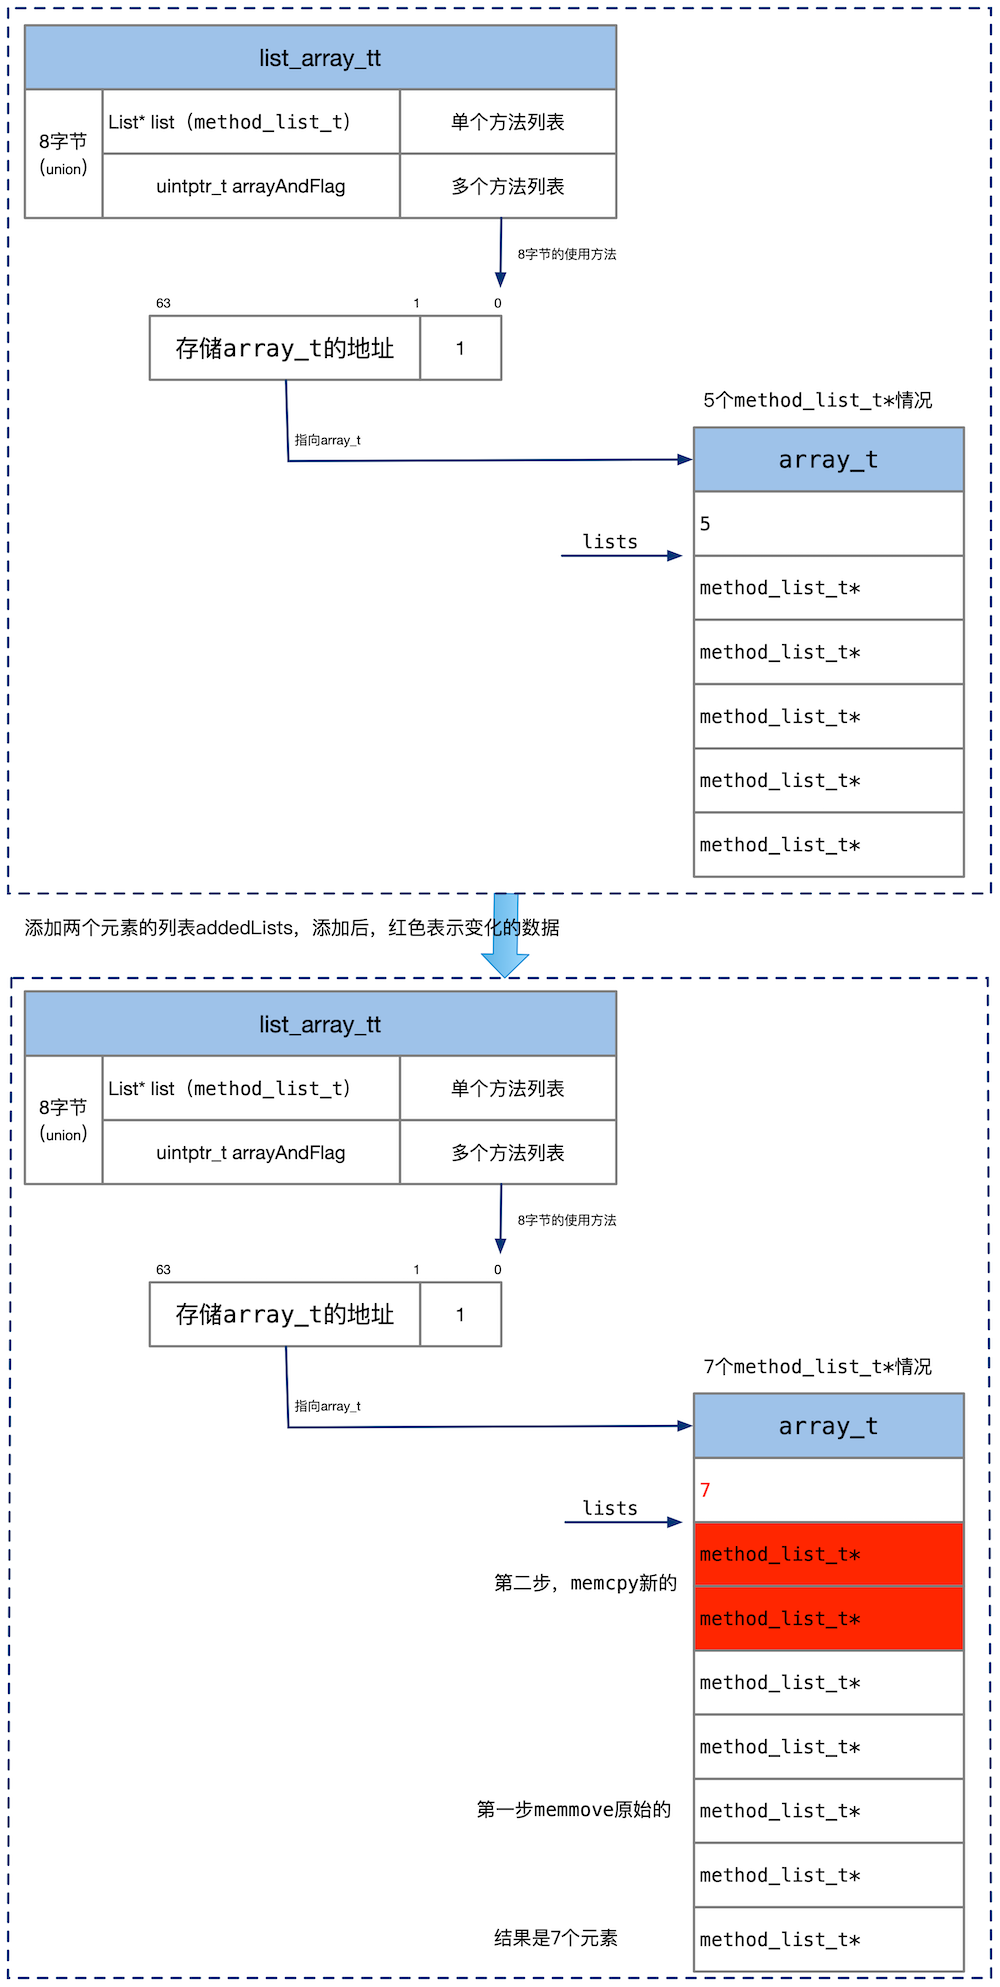 list_array_tt
8字节
（union）
List* list（method_list_t）
单个方法列表
uintptr_t arrayAndFlag
多个方法列表
8字节的使用方法
63
1
0
存储array_t的地址
1
指向array_t
5个method_list_t*情况
array_t
5
lists
method_list_t*
method_list_t*
method_list_t*
method_list_t*
method_list_t*
添加两个元素的列表addedLists，添加后，红色表示变化的数据
list_array_tt
8字节
（union）
List* list（method_list_t）
单个方法列表
uintptr_t arrayAndFlag
多个方法列表
8字节的使用方法
63
1
0
存储array_t的地址
1
指向array_t
7个method_list_t*情况
array_t
7
lists
method_list_t*
第二步，memcpy新的
method_list_t*
method_list_t*
method_list_t*
第一步memmove原始的
method_list_t*
method_list_t*
结果是7个元素
method_list_t*